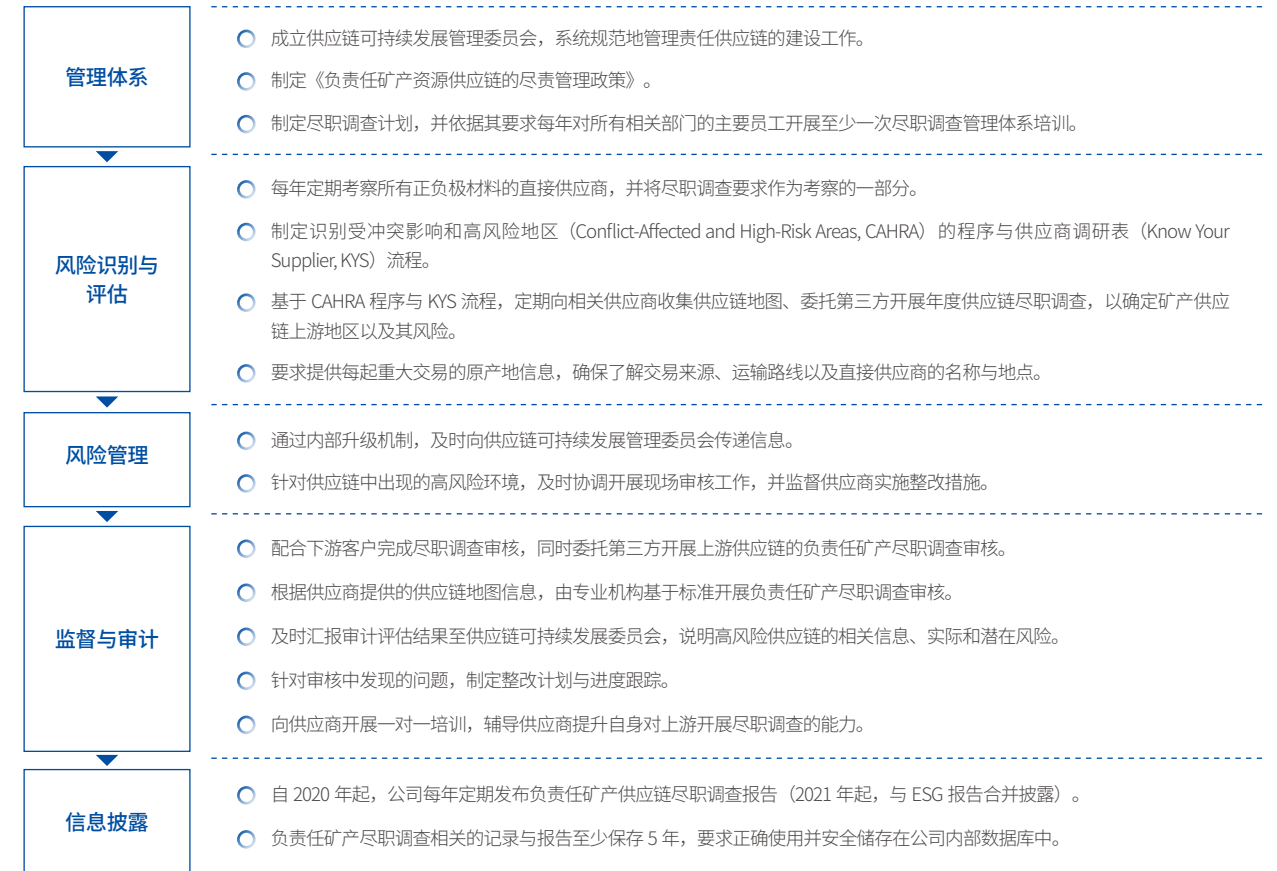 管理体系
成立供应链可持续发展管理委员会，系统规范地管理责任供应链的建设工作。
制定《负责任矿产资源供应链的尽责管理政策》。
制定尽职调查计划，并依据其要求每年对所有相关部门的主要员工开展至少一次尽职调查管理体系培训。
风险识别与
评估
每年定期考察所有正负极材料的直接供应商，并将尽职调查要求作为考察的一部分。
制定识别受冲突影响和高风险地区（Conflict-Affected and High-Risk Areas, CAHRA）的程序与供应商调研表（Know Your
Supplier, KYS）流程。
基于 CAHRA 程序与 KYS 流程，定期向相关供应商收集供应链地图、委托第三方开展年度供应链尽职调查，以确定矿产供应
链上游地区以及其风险。
要求提供每起重大交易的原产地信息，确保了解交易来源、运输路线以及直接供应商的名称与地点。
风险管理
通过内部升级机制，及时向供应链可持续发展管理委员会传递信息。
针对供应链中出现的高风险环境，及时协调开展现场审核工作，并监督供应商实施整改措施。
监督与审计
配合下游客户完成尽职调查审核，同时委托第三方开展上游供应链的负责任矿产尽职调查审核。
根据供应商提供的供应链地图信息，由专业机构基于标准开展负责任矿产尽职调查审核。
及时汇报审计评估结果至供应链可持续发展委员会，说明高风险供应链的相关信息、实际和潜在风险。
针对审核中发现的问题，制定整改计划与进度跟踪。
向供应商开展一对一培训，辅导供应商提升自身对上游开展尽职调查的能力。
信息披露
自 2020 年起，公司每年定期发布负责任矿产供应链尽职调查报告（2021 年起，与 ESG 报告合并披露）。
负责任矿产尽职调查相关的记录与报告至少保存 5 年，要求正确使用并安全储存在公司内部数据库中。